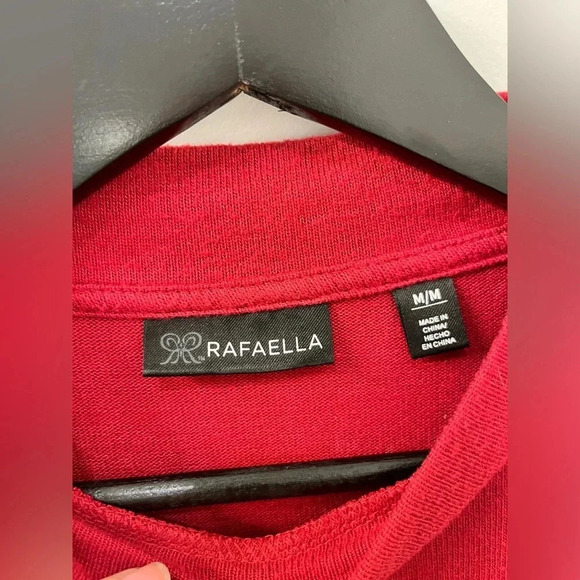 RAFAELLA
M/M
MADE IN
CHINA/
HECHO
EN CHINA